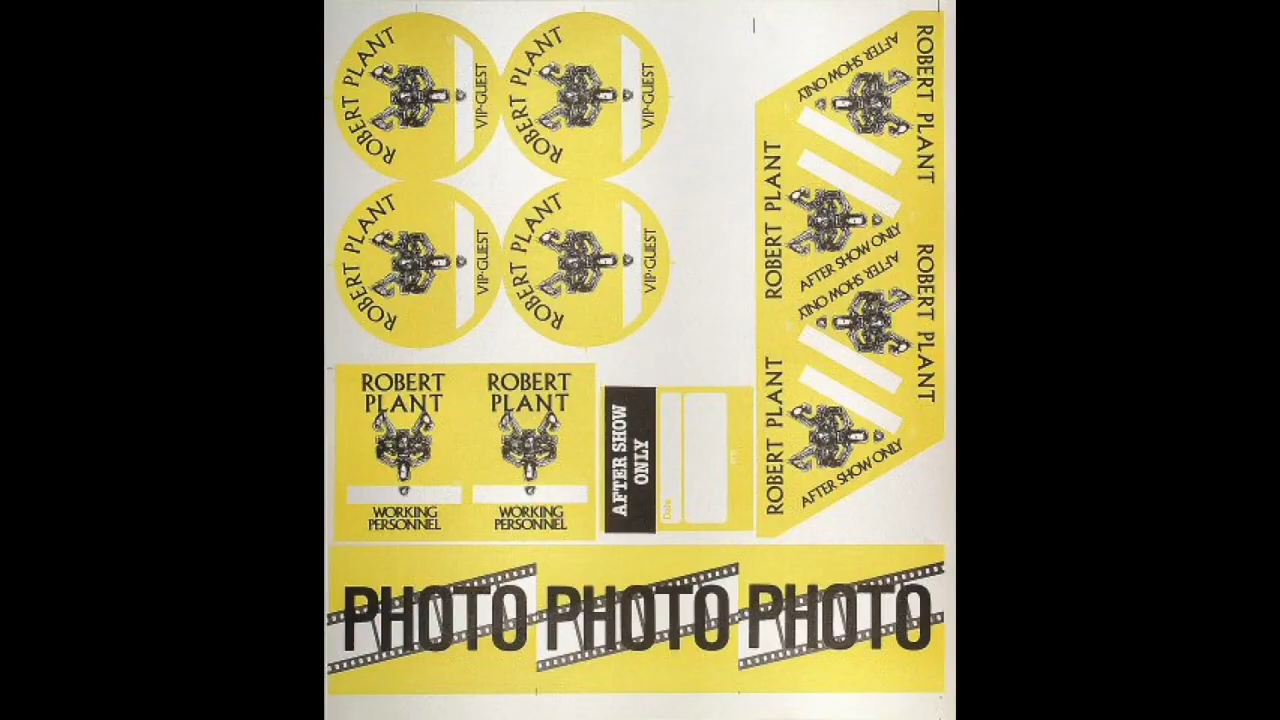 ROBERT PLANT
VIP·GUEST
ROBERT PLANT
VIP·GUEST
ROBERT PLANT
VIP·GUEST
ROBERT PLANT
VIP·GUEST
ROBERT PLANT
AFTER SHOW ONLY
ROBERT PLANT
AFTER SHOW ONLY
ROBERT PLANT
AFTER SHOW ONLY
ROBERT PLANT
AFTER SHOW ONLY
ROBERT
PLANT
WORKING
PERSONNEL
ROBERT
PLANT
WORKING
PERSONNEL
AFTER SHOW
ONLY
Date
PHOTO
PHOTO
PHOTO